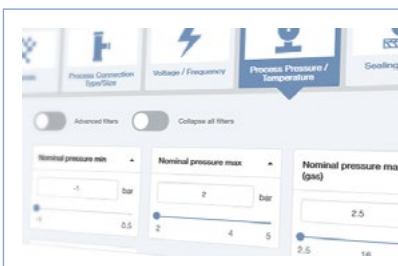 Process Connection
Type/Size
Voltage / Frequency
Process Pressure /
Temperature
Sealing
Advanced filters
Collapse all filters
Nominal pressure min
Nominal pressure max
Nominal pressure ma
(gas)
-1
bar
2
bar
2.5
-1
0.5
2
4
5
2.5
16